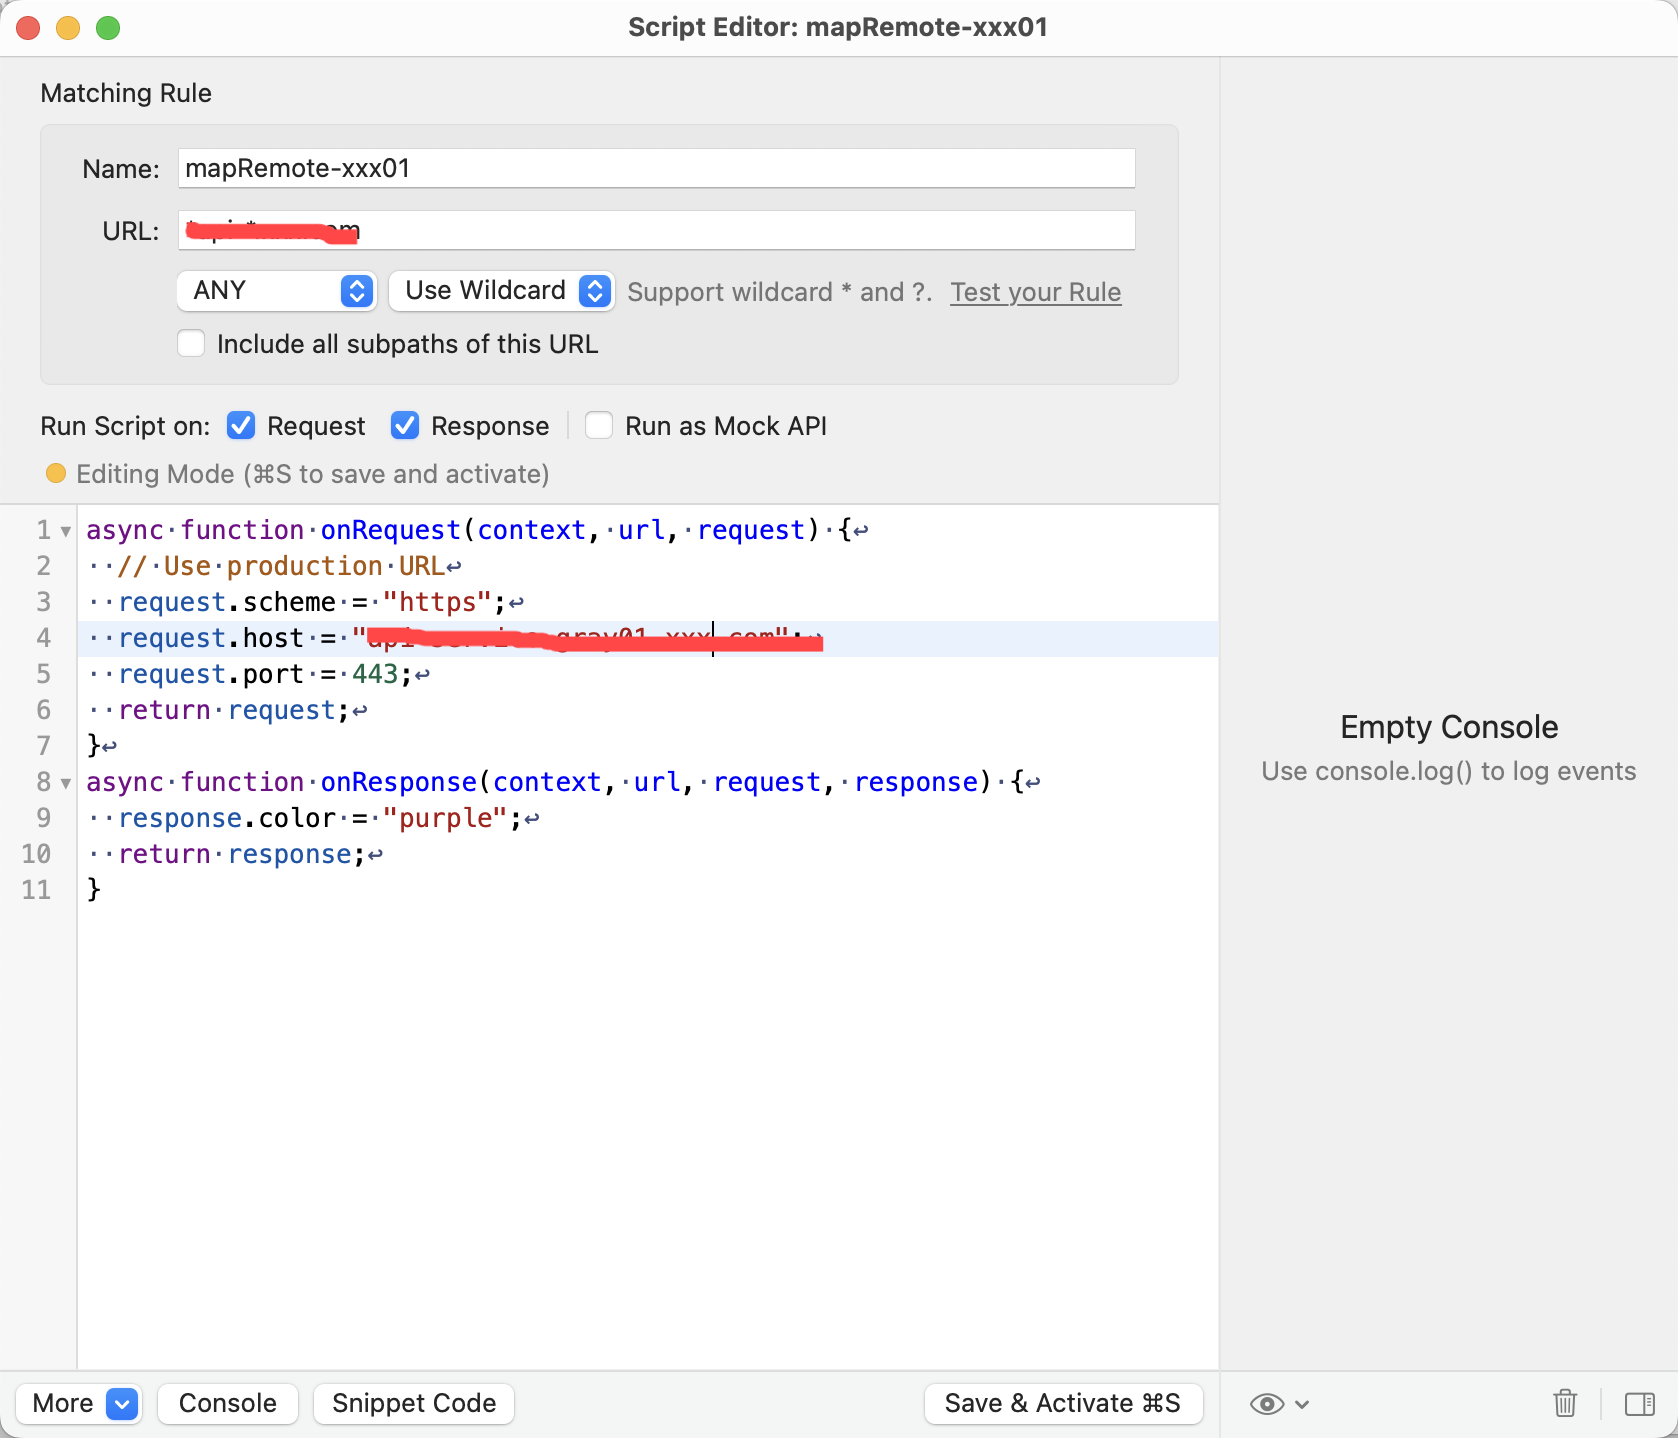 Script Editor: mapRemote-xxx01
Matching Rule
Name: mapRemote-xxx01
URL:
ANY Use Wildcard Support wildcard * and ?. Test your Rule
Include all subpaths of this URL
Run Script on: Request Response Run as Mock API
Editing Mode (⌘S to save and activate)
1 async function onRequest(context, url, request) {
2 // Use production URL
3 request.scheme = "https";
4 request.host = "
5 request.port = 443;
6 return request;
7 }
8 async function onResponse(context, url, request, response) {
9 response.color = "purple";
10 return response;
11 }
Empty Console
Use console.log() to log events
More Console Snippet Code Save & Activate ⌘S